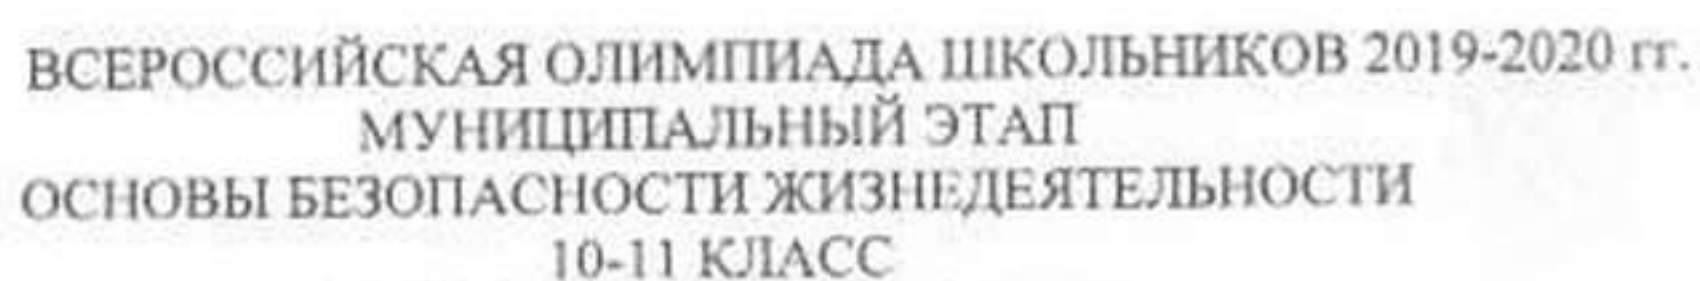 ВСЕРОССИЙСКАЯ ОЛИМПИАДА ШКОЛЬНИКОВ 2019-2020 гг.
МУНИЦИПАЛЬНЫЙ ЭТАП
ОСНОВЫ БЕЗОПАСНОСТИ ЖИЗНЕДЕЯТЕЛЬНОСТИ
10-11 КЛАСС